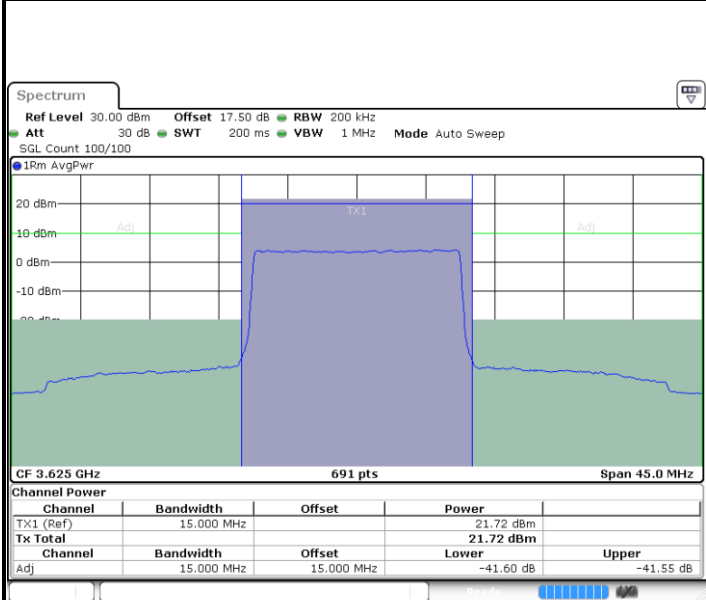 Spectrum
Ref Level 30.00 dBm Offset 17.50 dB RBW 200 kHz
Att 30 dB SWT 200 ms VBW 1 MHz Mode Auto Sweep
SGL Count 100/100
1Rm AvgPwr
20 dBm
TX1
Adj
Adj
10 dBm
0 dBm
-10 dBm
-20 dBm
CF 3.625 GHz 691 pts Span 45.0 MHz
Channel Power
Channel Bandwidth Offset Power
TX1 (Ref) 15.000 MHz 21.72 dBm
Tx Total 21.72 dBm
Channel Bandwidth Offset Lower Upper
Adj 15.000 MHz 15.000 MHz -41.60 dB -41.55 dB
Ready